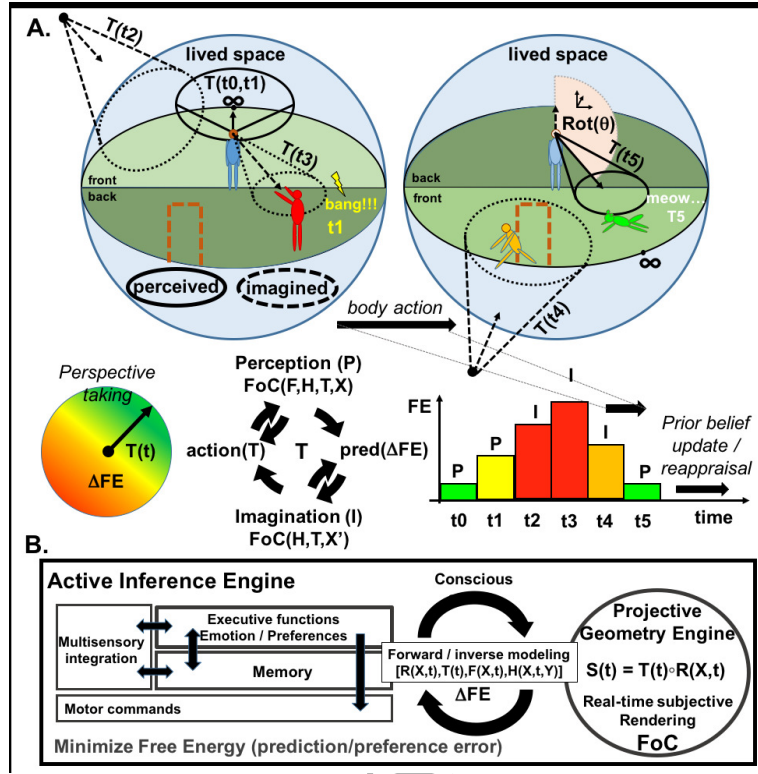 A.
T(t2)
lived space
T(t0,t1)
∞
T(t3)
front
back
bang!!!
t1
perceived
imagined
lived space
Rot(θ)
T(t5)
back
front
meow…
T5
∞
T(t4)
body action
Perspective
taking
T(t)
ΔFE
Perception (P)
FoC(F,H,T,X)
action(T)
T
pred(ΔFE)
Imagination (I)
FoC(H,T,X')
FE
P
P
I
I
I
P
t0
t1
t2
t3
t4
t5
time
Prior belief
update /
reappraisal
B.
Active Inference Engine
Multisensory
integration
Executive functions
Emotion / Preferences
Memory
Motor commands
Minimize Free Energy (prediction/preference error)
Conscious
Forward / inverse modeling
[R(X,t),T(t),F(X,t),H(X,t,Y)]
ΔFE
Projective
Geometry Engine
S(t) = T(t)∘R(X,t)
Real-time subjective
Rendering
FoC